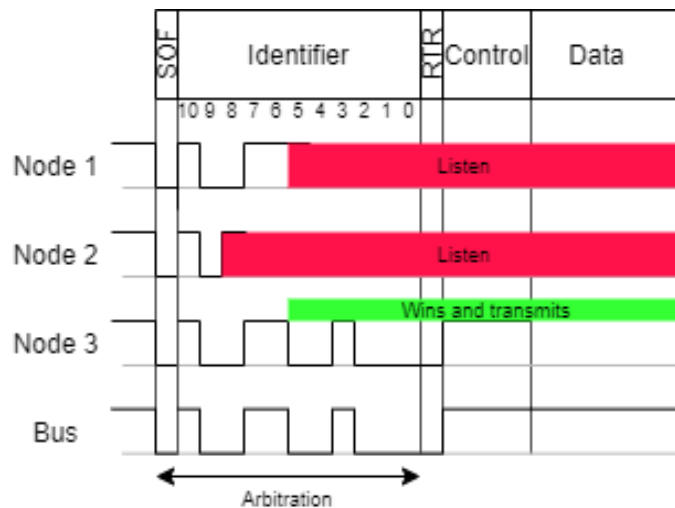 SOF Identifier RTR Control Data
10 9 8 7 6 5 4 3 2 1 0
Node 1 Listen
Node 2 Listen
Wins and transmits
Node 3
Bus
Arbitration